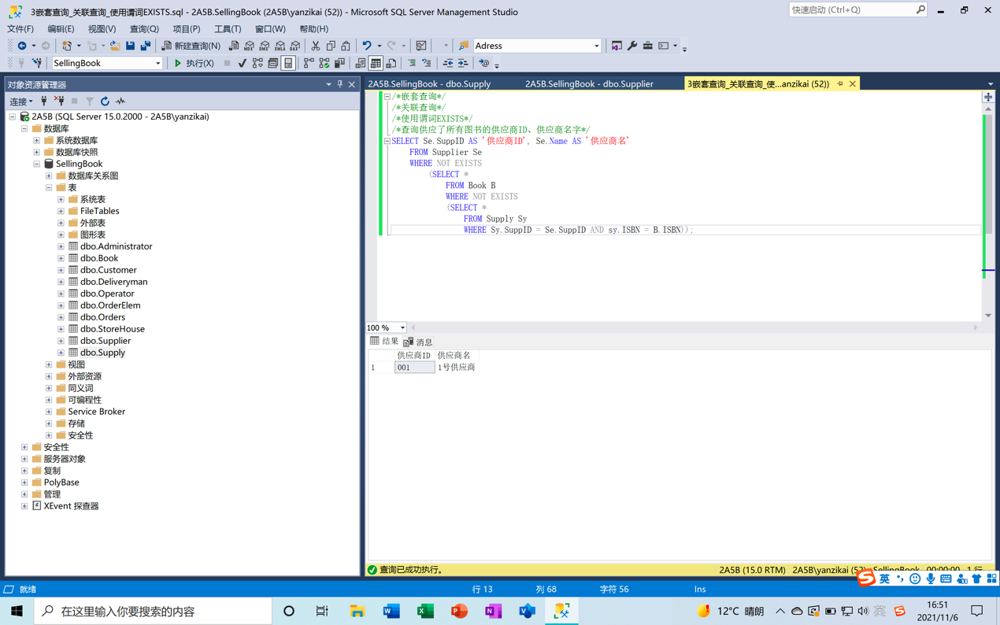 3嵌套查询_关联查询_使用谓词EXISTS.sql - 2A5B.SellingBook (2A5B\yanzikai (52)) - Microsoft SQL Server Management Studio
快速启动 (Ctrl+Q)
文件(F) 编辑(E) 视图(V) 查询(Q) 项目(P) 工具(T) 窗口(W) 帮助(H)
新建查询(N)
MDX DMX XMLA DAX
Adress
SellingBook
执行(X)
对象资源管理器
连接
2A5B (SQL Server 15.0.2000 - 2A5B\yanzikai)
数据库
系统数据库
数据库快照
SellingBook
数据库关系图
表
系统表
FileTables
外部表
图形表
dbo.Administrator
dbo.Book
dbo.Customer
dbo.Deliveryman
dbo.Operator
dbo.OrderElem
dbo.Orders
dbo.StoreHouse
dbo.Supplier
dbo.Supply
视图
外部资源
同义词
可编程性
Service Broker
存储
安全性
安全性
服务器对象
复制
PolyBase
管理
XEvent 探查器
2A5B.SellingBook - dbo.Supply
2A5B.SellingBook - dbo.Supplier
3嵌套查询_关联查询_使...anzikai (52))
/*嵌套查询*/
/*关联查询*/
/*使用谓词EXISTS*/
/*查询供应了所有图书的供应商ID、供应商名字*/
SELECT Se.SuppID AS '供应商ID', Se.Name AS '供应商名'
FROM Supplier Se
WHERE NOT EXISTS
(SELECT *
FROM Book B
WHERE NOT EXISTS
(SELECT *
FROM Supply Sy
WHERE Sy.SuppID = Se.SuppID AND sy.ISBN = B.ISBN));
100 %
结果 消息
供应商ID 供应商名
1 001 1号供应商
查询已成功执行。
2A5B (15.0 RTM) 2A5B\yanzikai (52) SellingBook 00:00:00 1 行
英
就绪
行 13 列 68 字符 56 Ins
在这里输入你要搜索的内容
12°C 晴朗
英
16:51
2021/11/6